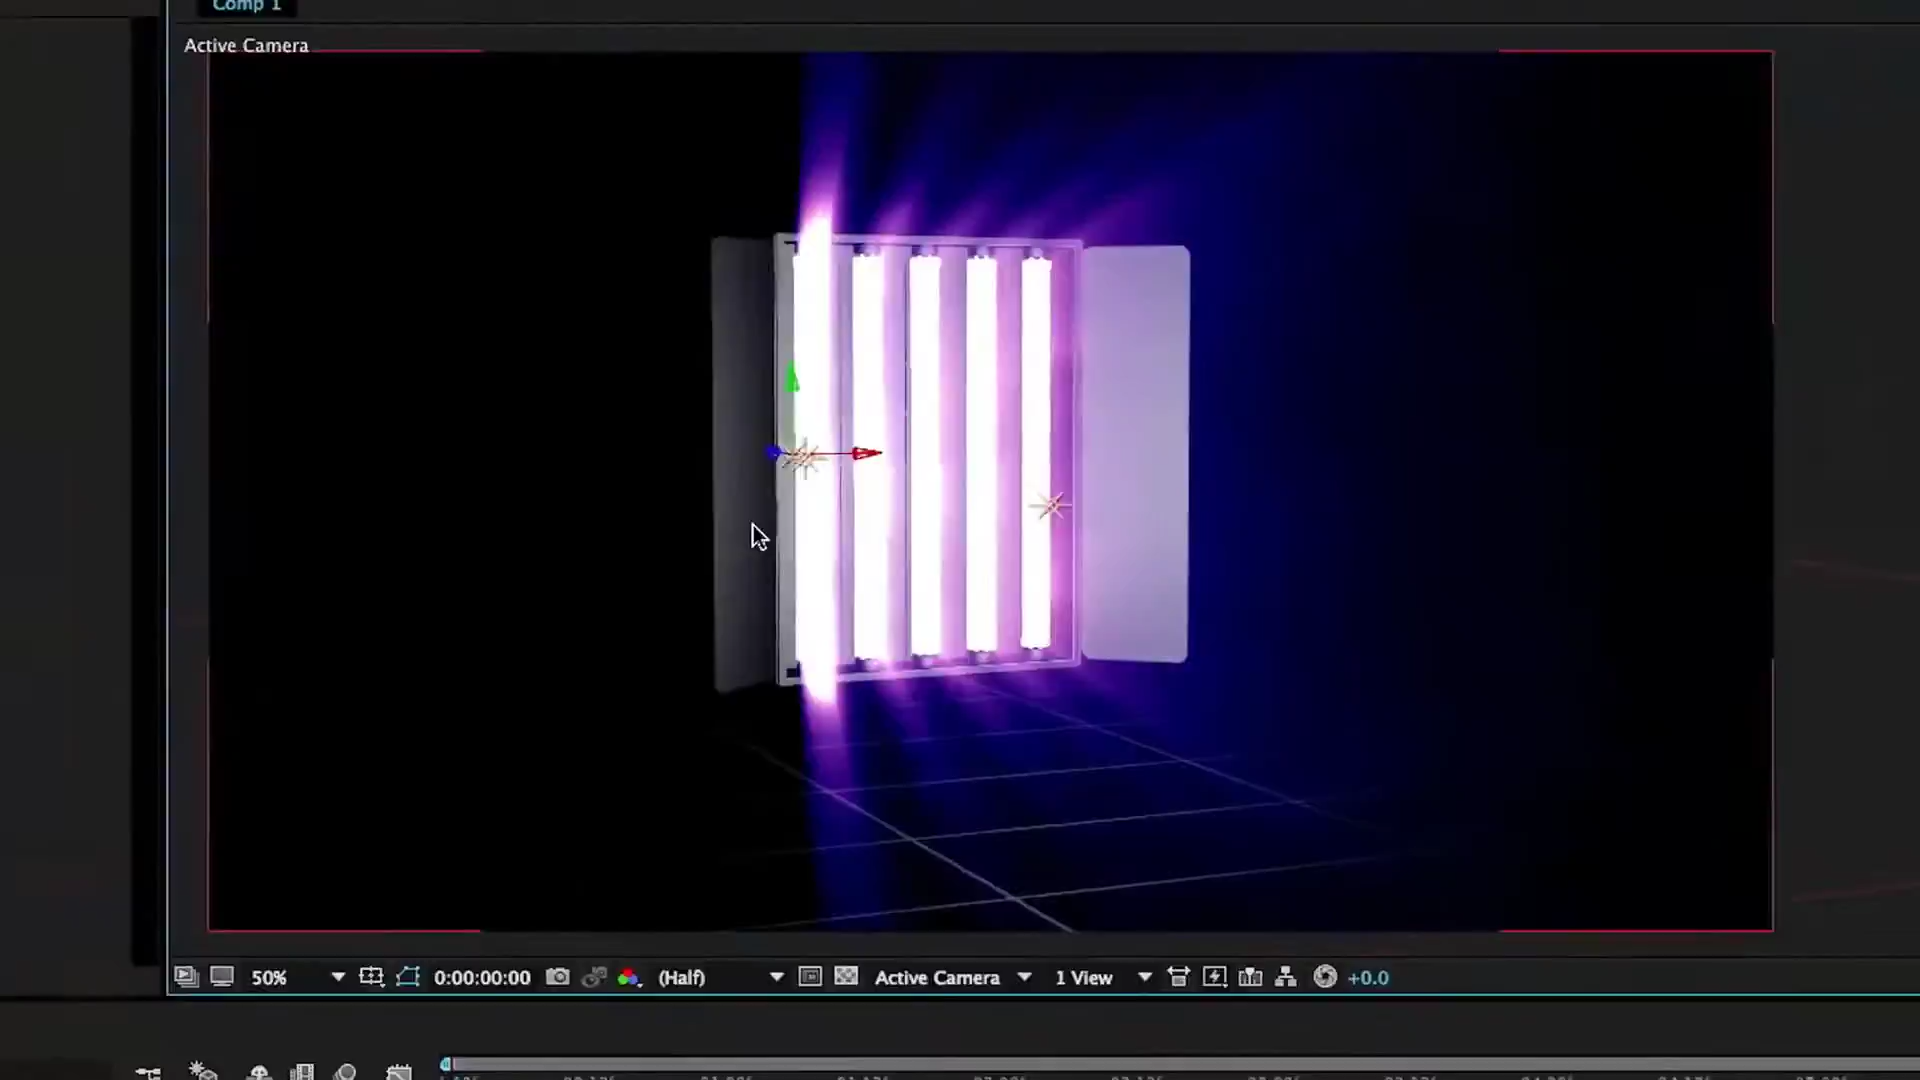 Comp 1
Active Camera
50% 0:00:00:00 (Half) Active Camera 1 View +0.0